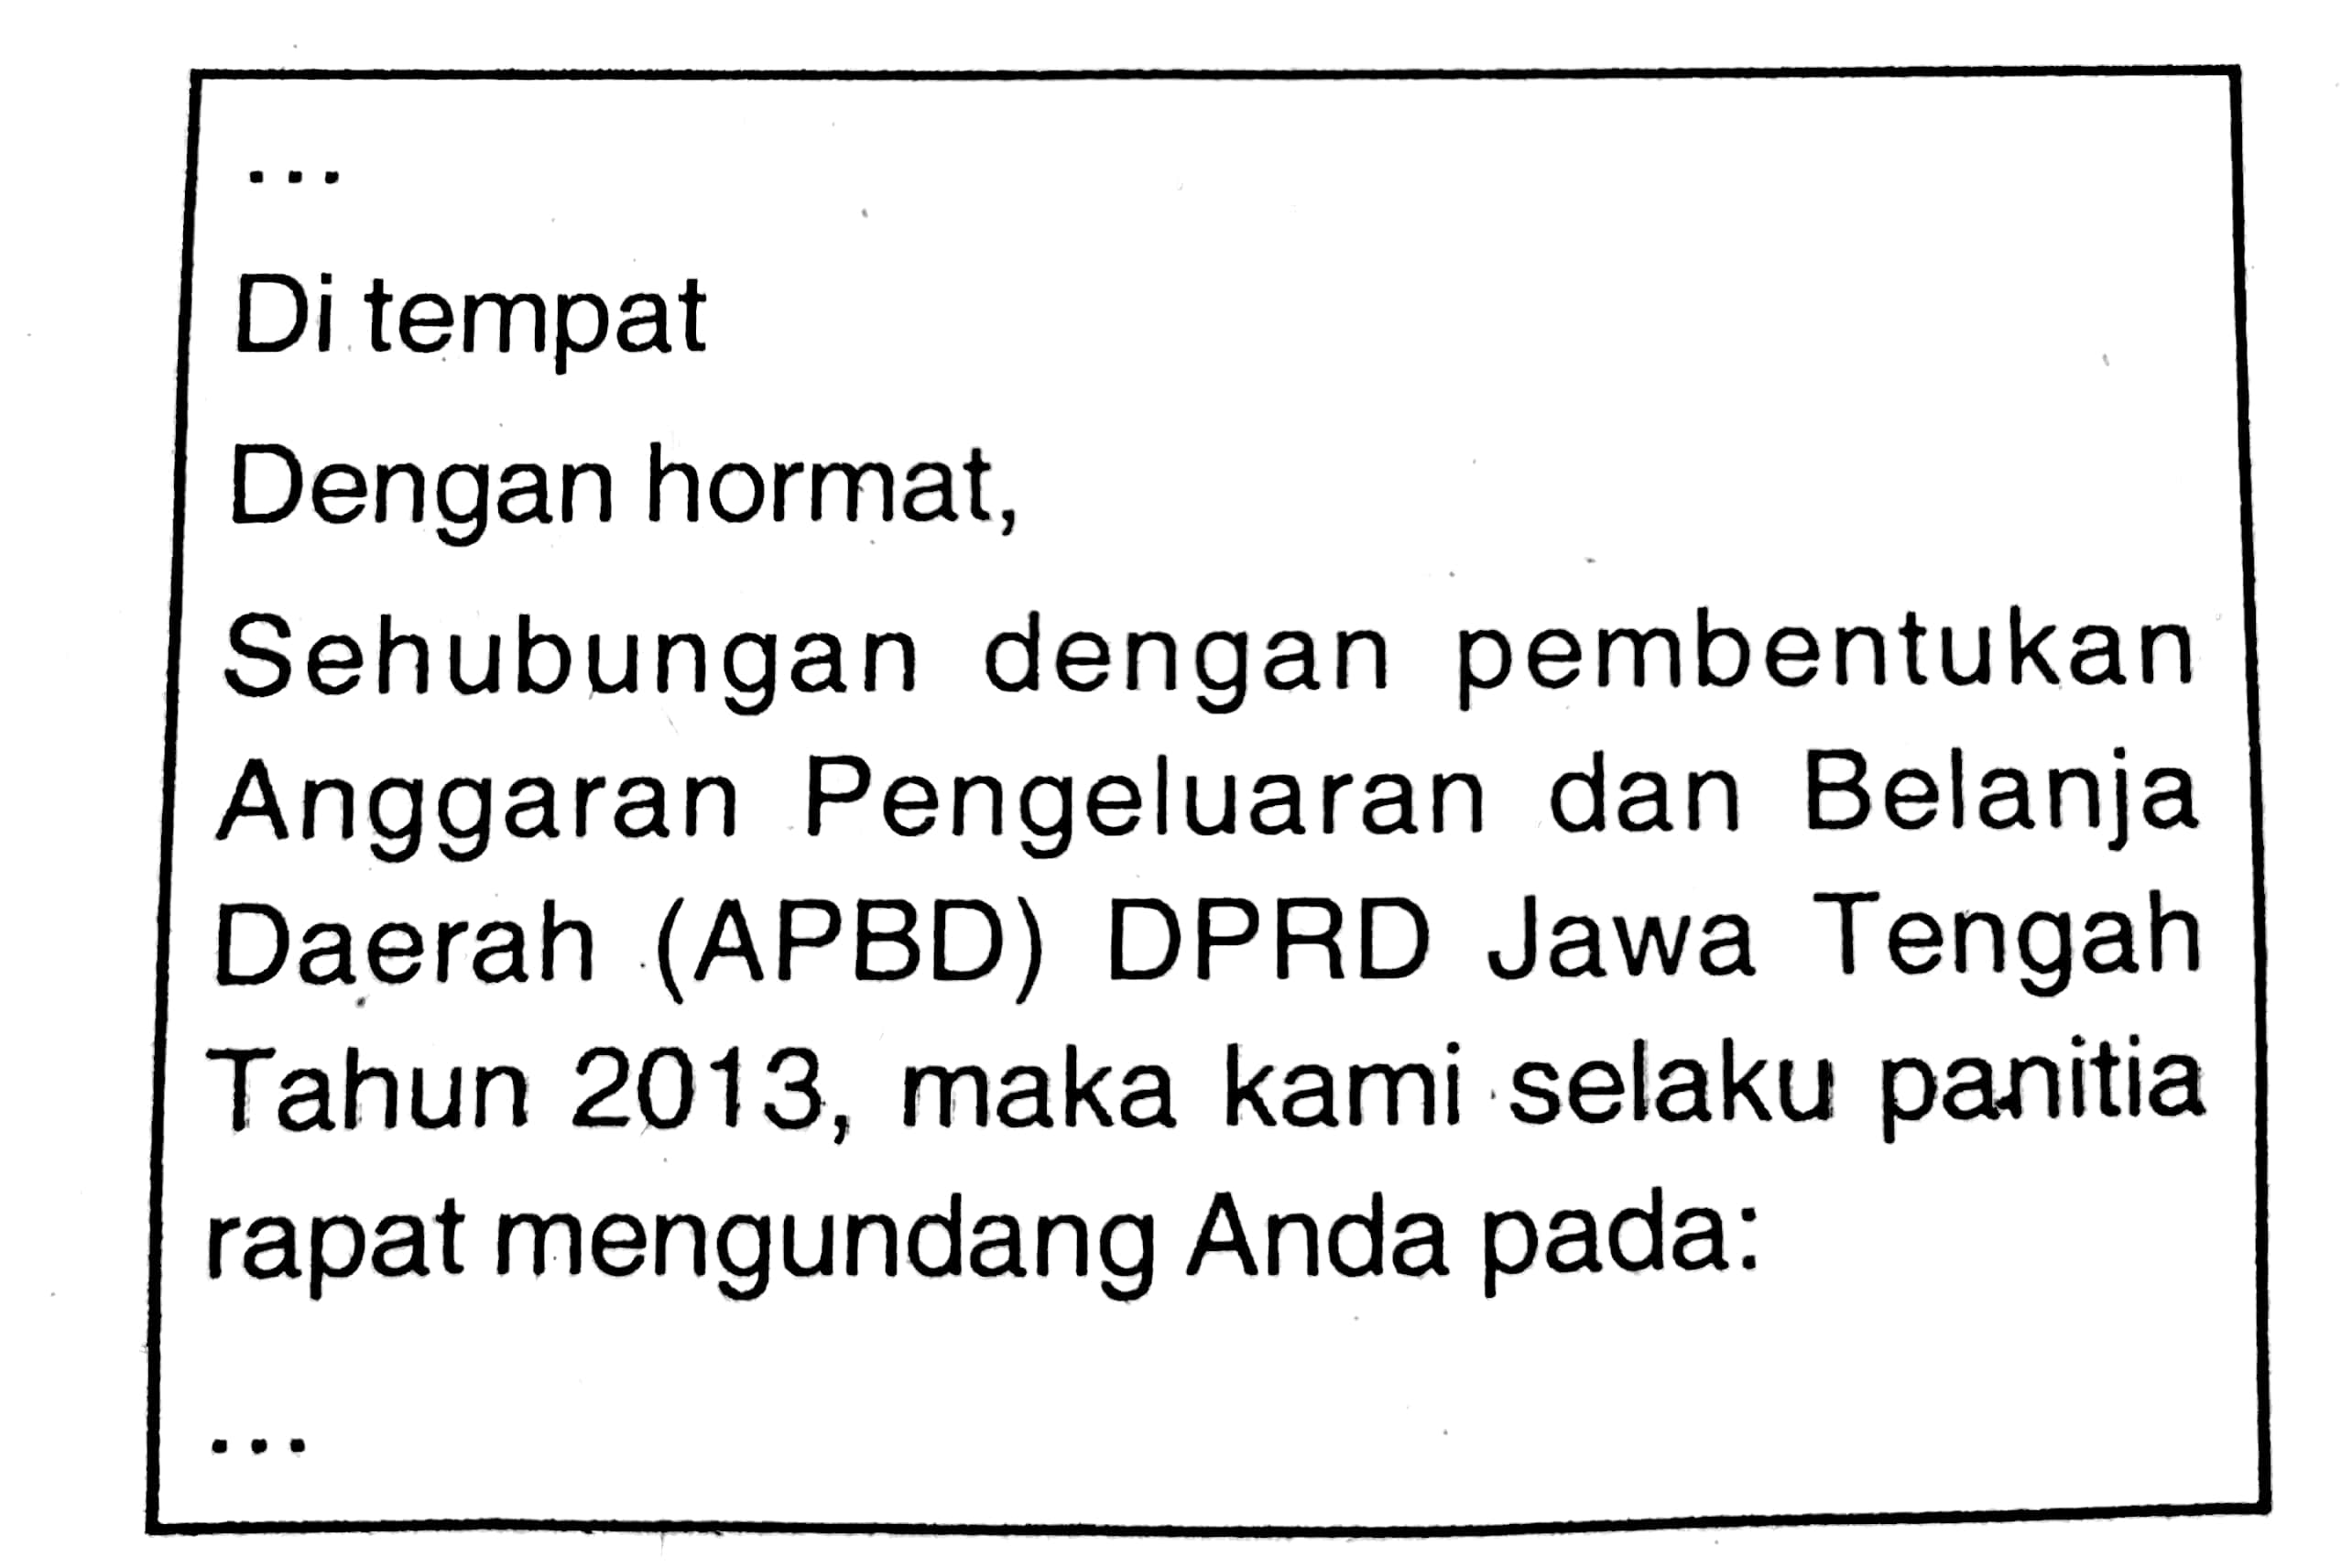 ...
Di tempat
Dengan hormat,
Sehubungan dengan pembentukan
Anggaran Pengeluaran dan Belanja
Daerah (APBD) DPRD Jawa Tengah
Tahun 2013, maka kami selaku panitia
rapat mengundang Anda pada:
...